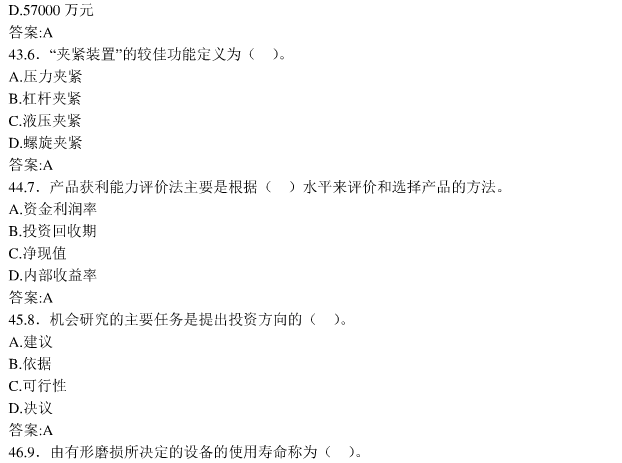 D.57000 万元
答案:A
43.6．“夹紧装置”的较佳功能定义为（　）。
A.压力夹紧
B.杠杆夹紧
C.液压夹紧
D.螺旋夹紧
答案:A
44.7．产品获利能力评价法主要是根据（　）水平来评价和选择产品的方法。
A.资金利润率
B.投资回收期
C.净现值
D.内部收益率
答案:A
45.8．机会研究的主要任务是提出投资方向的（　）。
A.建议
B.依据
C.可行性
D.决议
答案:A
46.9．由有形磨损所决定的设备的使用寿命称为（　）。